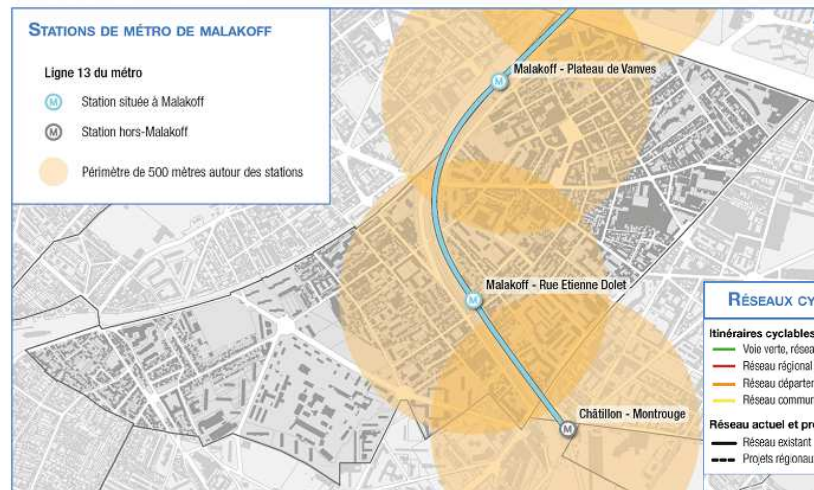 STATIONS DE MÉTRO DE MALAKOFF
Ligne 13 du métro
M Station située à Malakoff
M Station hors-Malakoff
Périmètre de 500 mètres autour des stations
M Malakoff - Plateau de Vanves
M Malakoff - Rue Etienne Dolet
M Châtillon - Montrouge
RÉSEAUX CY
Itinéraires cyclables
Voie verte, résea
Réseau régional
Réseau départer
Réseau commun
Réseau actuel et pro
Réseau existant
Projets régionau